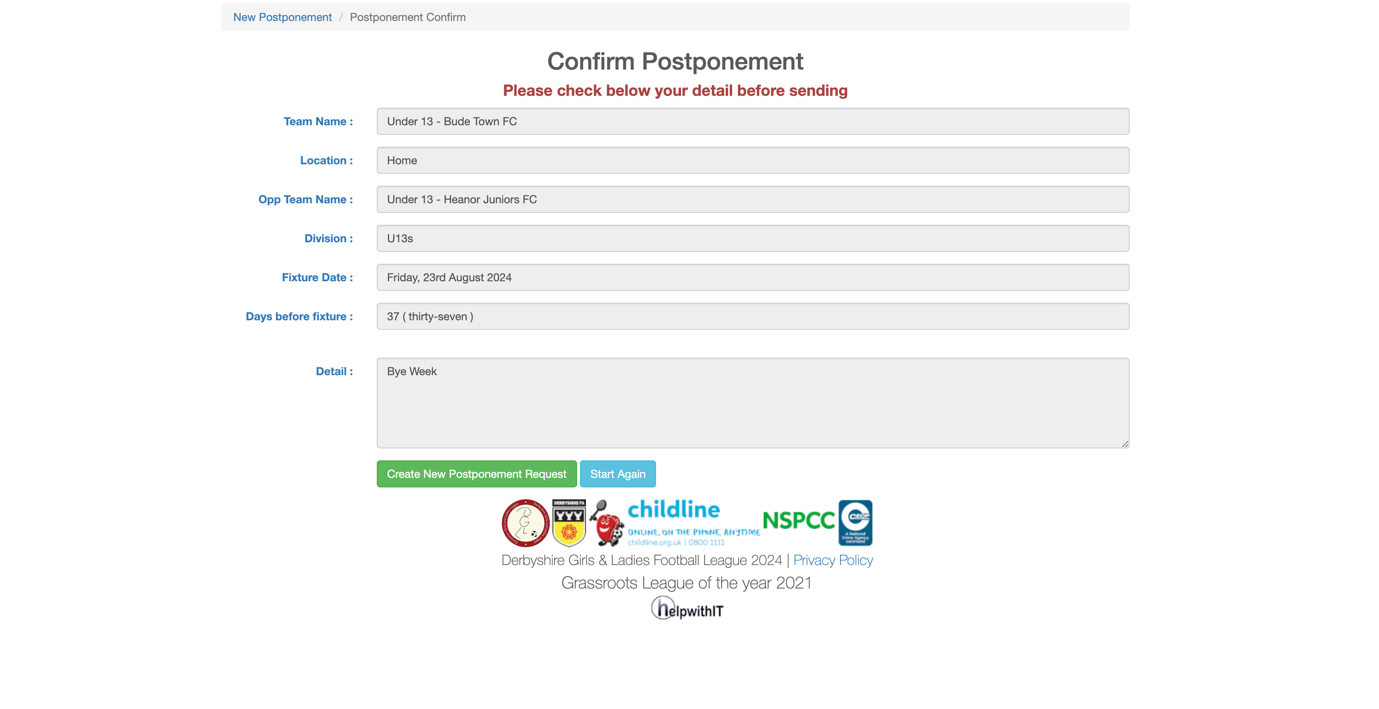 New Postponement / Postponement Confirm
Confirm Postponement
Please check below your detail before sending
Team Name : Under 13 - Bude Town FC
Location : Home
Opp Team Name : Under 13 - Heanor Juniors FC
Division : U13s
Fixture Date : Friday, 23rd August 2024
Days before fixture : 37 ( thirty-seven )
Detail : Bye Week
Create New Postponement Request Start Again
DERBYSHIRE FA
childline
ONLINE, ON THE PHONE, ANYTIME
childline.org.uk | 0800 1111
NSPCC
Derbyshire Girls & Ladies Football League 2024 | Privacy Policy
Grassroots League of the year 2021
helpwithIT